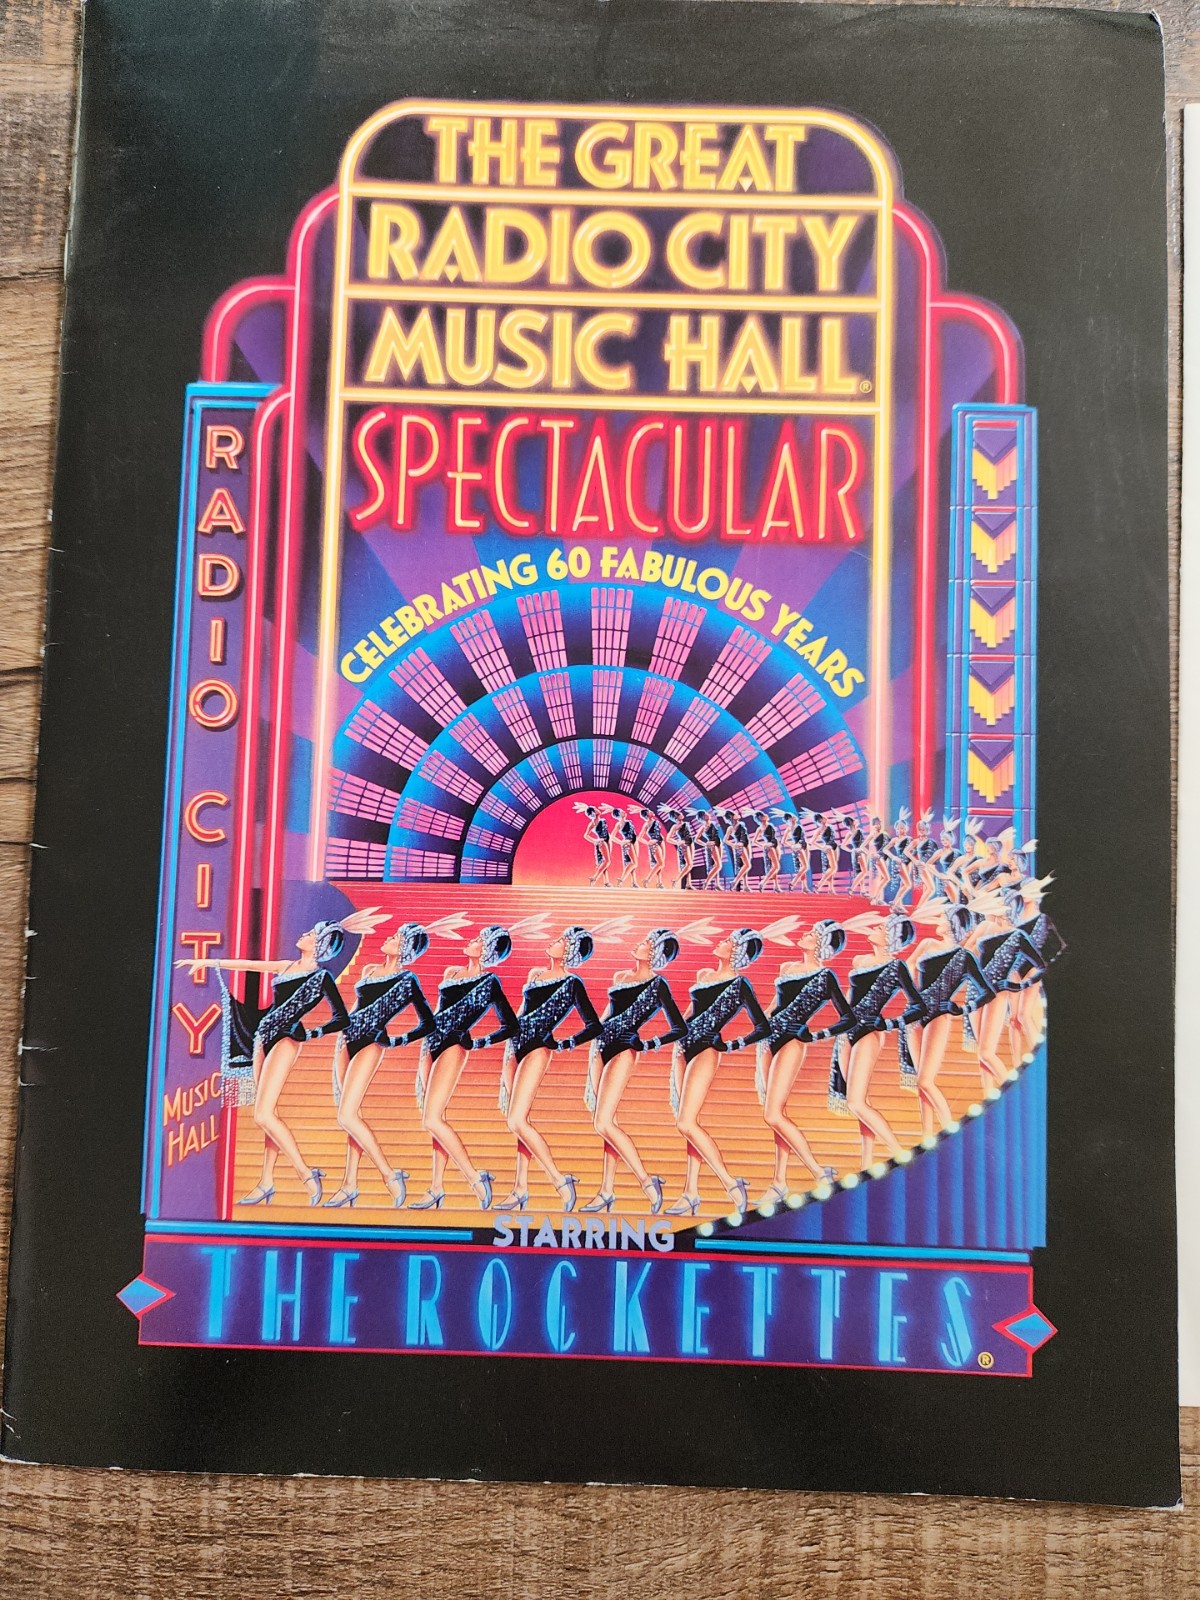 THE GREAT
RADIO CITY
MUSIC HALL®
SPECTACULAR
CELEBRATING 60 FABULOUS YEARS
RADIO CITY
MUSIC
HALL
STARRING
THE ROCKETTES®